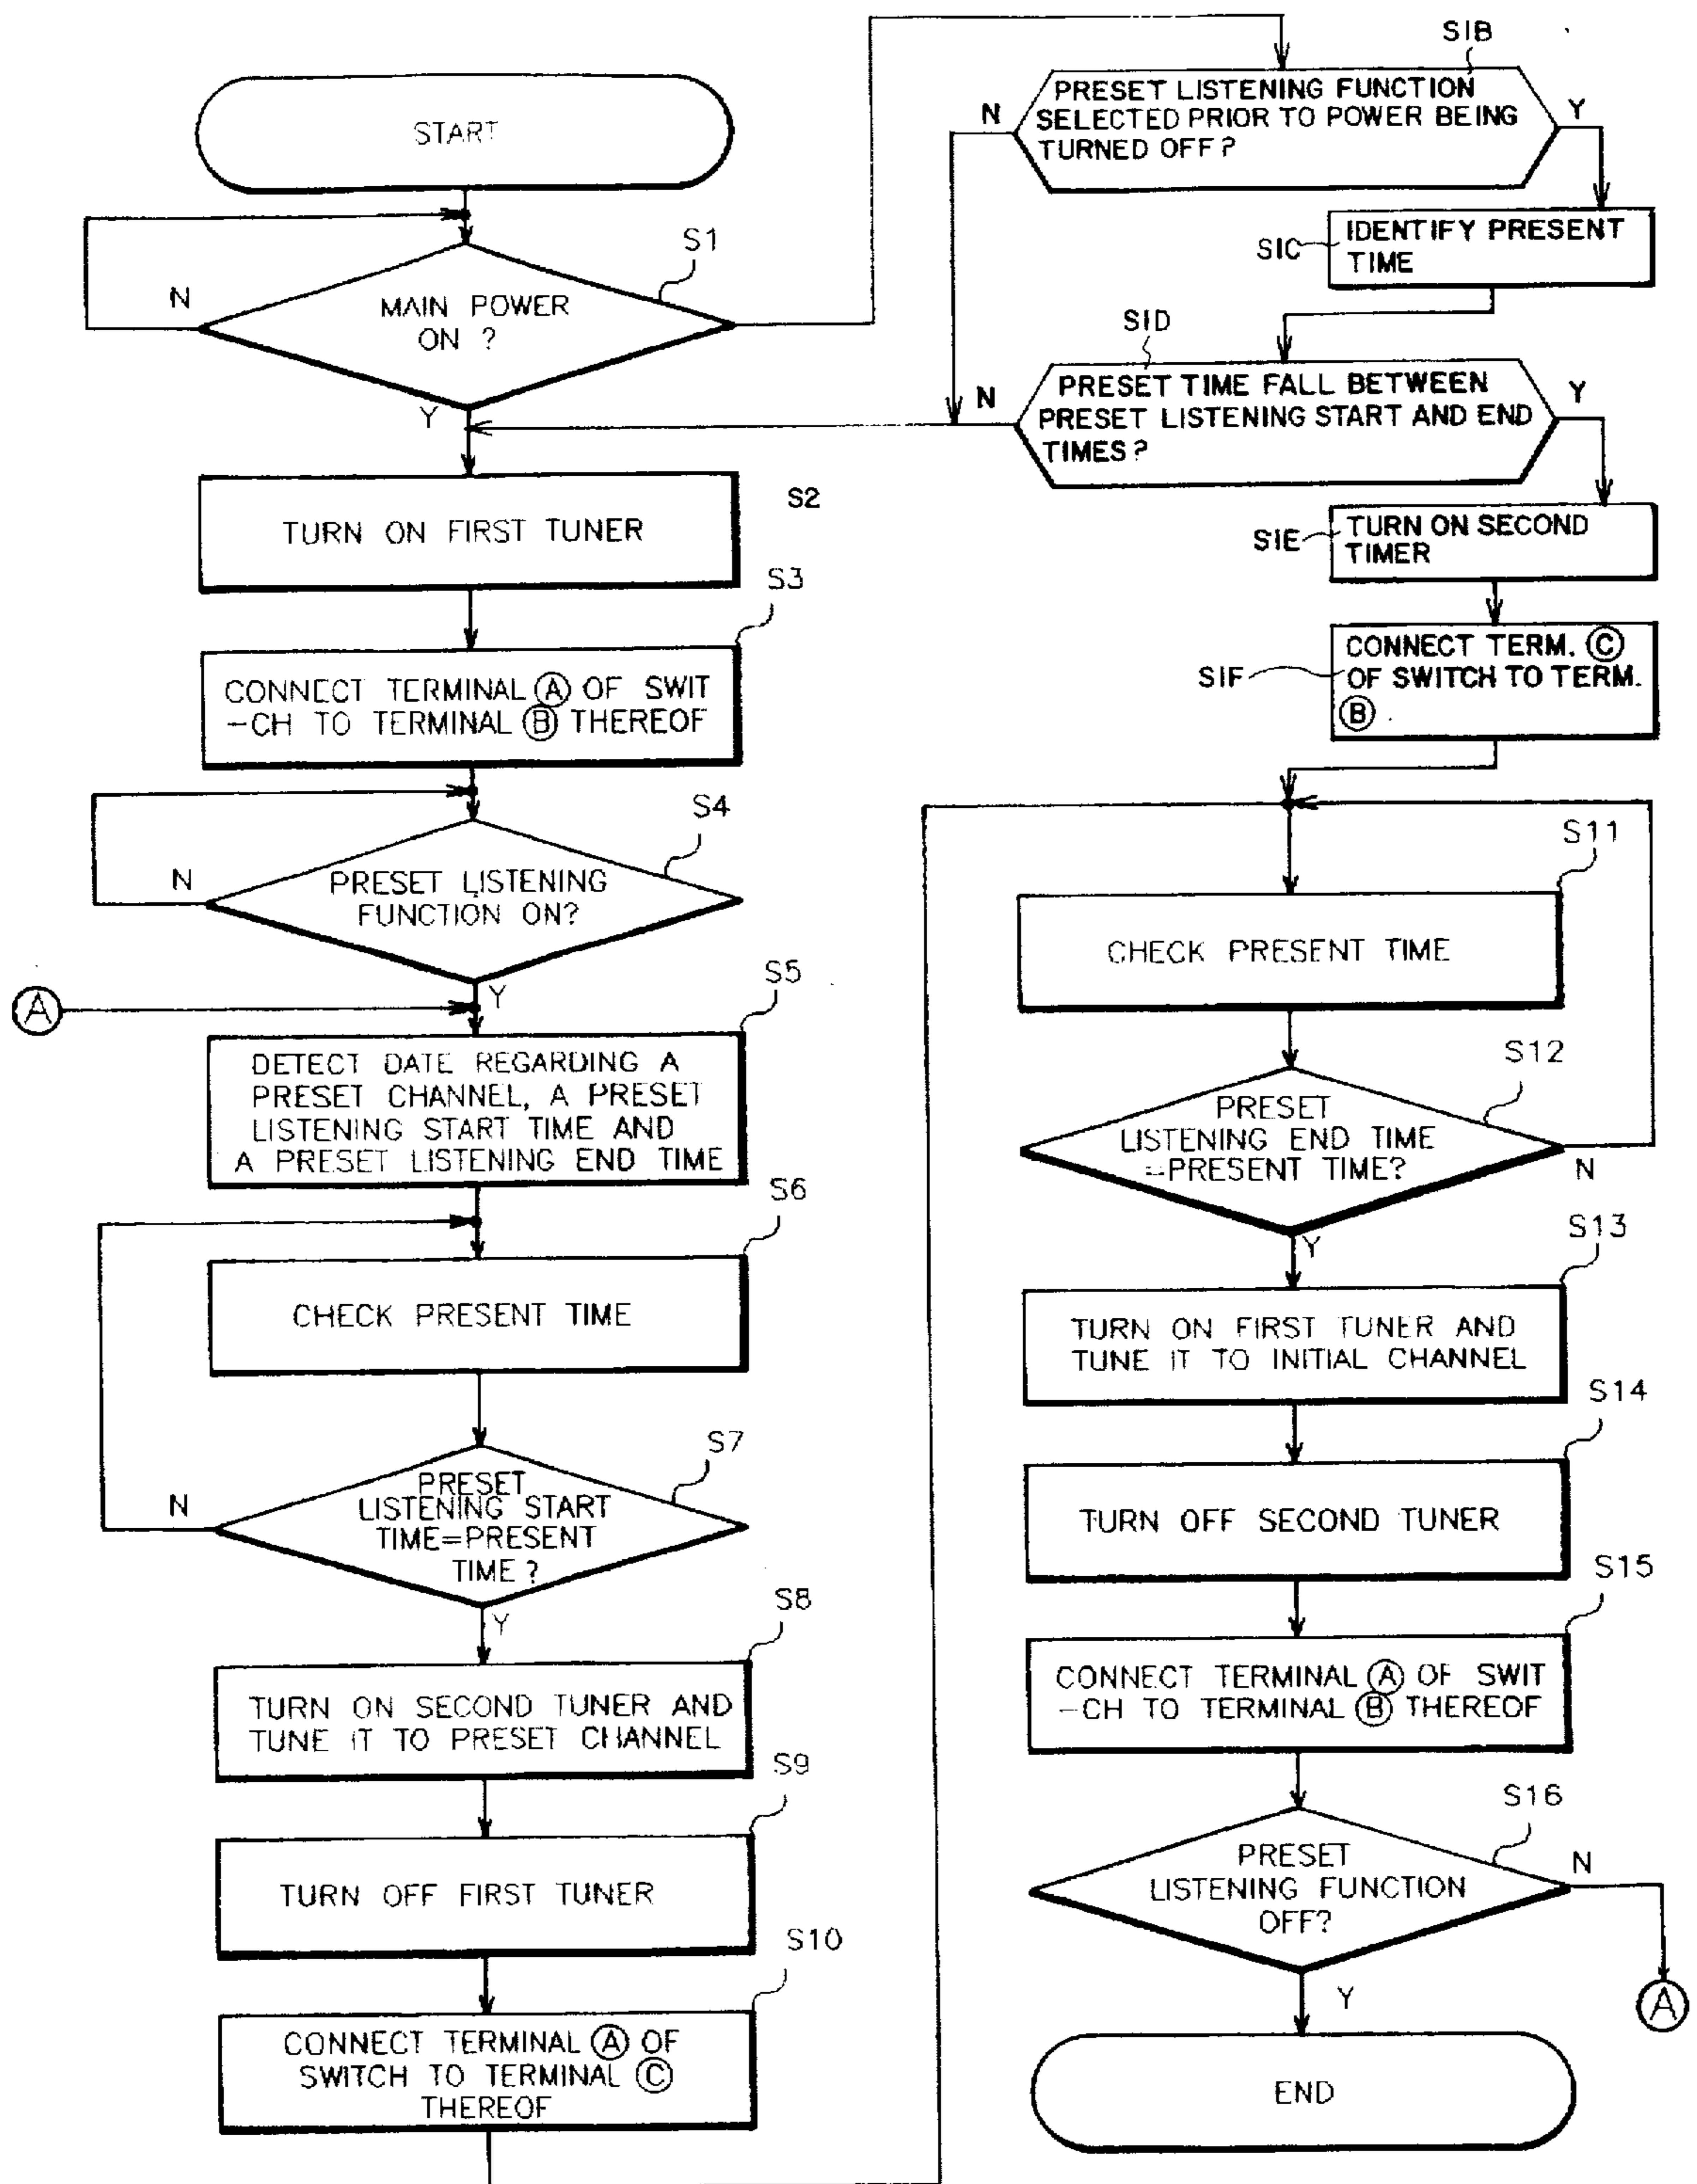 START
S1
MAIN POWER
ON ?
N
Y
S2
TURN ON FIRST TUNER
S3
CONNECT TERMINAL Ⓐ OF SWIT
-CH TO TERMINAL Ⓑ THEREOF
S4
PRESET LISTENING
FUNCTION ON?
N
Y
Ⓐ
S5
DETECT DATE REGARDING A
PRESET CHANNEL, A PRESET
LISTENING START TIME AND
A PRESET LISTENING END TIME
S6
CHECK PRESENT TIME
S7
PRESET
LISTENING START
TIME=PRESENT
TIME?
N
Y
S8
TURN ON SECOND TUNER AND
TUNE IT TO PRESET CHANNEL
S9
TURN OFF FIRST TUNER
S10
CONNECT TERMINAL Ⓐ OF
SWITCH TO TERMINAL Ⓒ
THEREOF
S1B
PRESET LISTENING FUNCTION
SELECTED PRIOR TO POWER BEING
TURNED OFF?
N
Y
S1C
IDENTIFY PRESENT
TIME
S1D
PRESET TIME FALL BETWEEN
PRESET LISTENING START AND END
TIMES?
N
Y
S1E
TURN ON SECOND
TIMER
S1F
CONNECT TERM. Ⓒ
OF SWITCH TO TERM.
Ⓑ
S11
CHECK PRESENT TIME
S12
PRESET
LISTENING END TIME
=PRESENT TIME?
N
Y
S13
TURN ON FIRST TUNER AND
TUNE IT TO INITIAL CHANNEL
S14
TURN OFF SECOND TUNER
S15
CONNECT TERMINAL Ⓐ OF SWIT
-CH TO TERMINAL Ⓑ THEREOF
S16
PRESET
LISTENING FUNCTION
OFF?
N
Y
Ⓐ
END